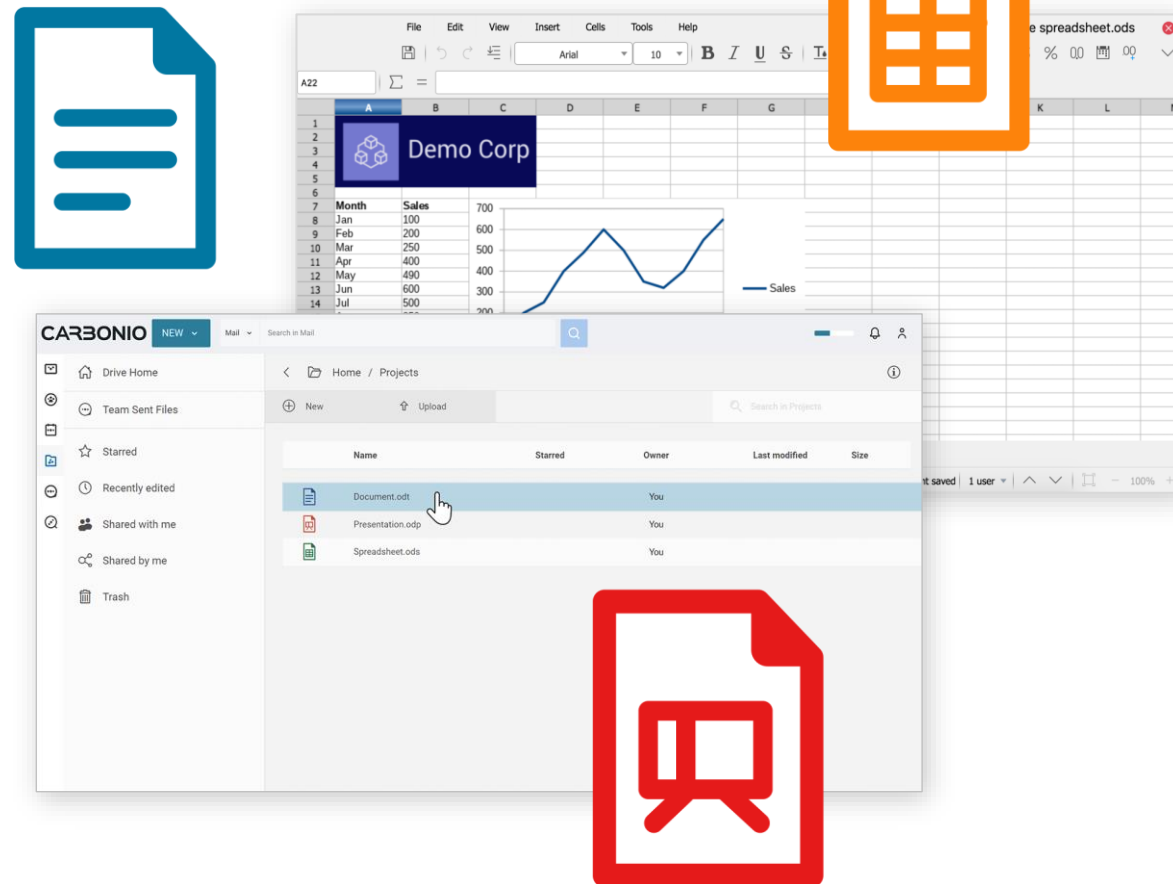 File Edit View Insert Cells Tools Help
e spreadsheet.ods
Arial 10 B I U S
%
A22 Σ =
A B C D E F G K L
1
2
3 Demo Corp
4
5
6
7 Month Sales 700
8 Jan 100
9 Feb 200 600
10 Mar 250 500
11 Apr 400
12 May 490 400
13 Jun 600 300 Sales
14 Jul 500
200
t saved 1 user 100%
CARBONIO NEW Mail Search in Mail
Drive Home
Home / Projects
Team Sent Files
New Upload Search in Projects
Starred
Name Starred Owner Last modified Size
Recently edited
Document.odt You
Shared with me
Presentation.odp You
Spreadsheet.ods You
Shared by me
Trash